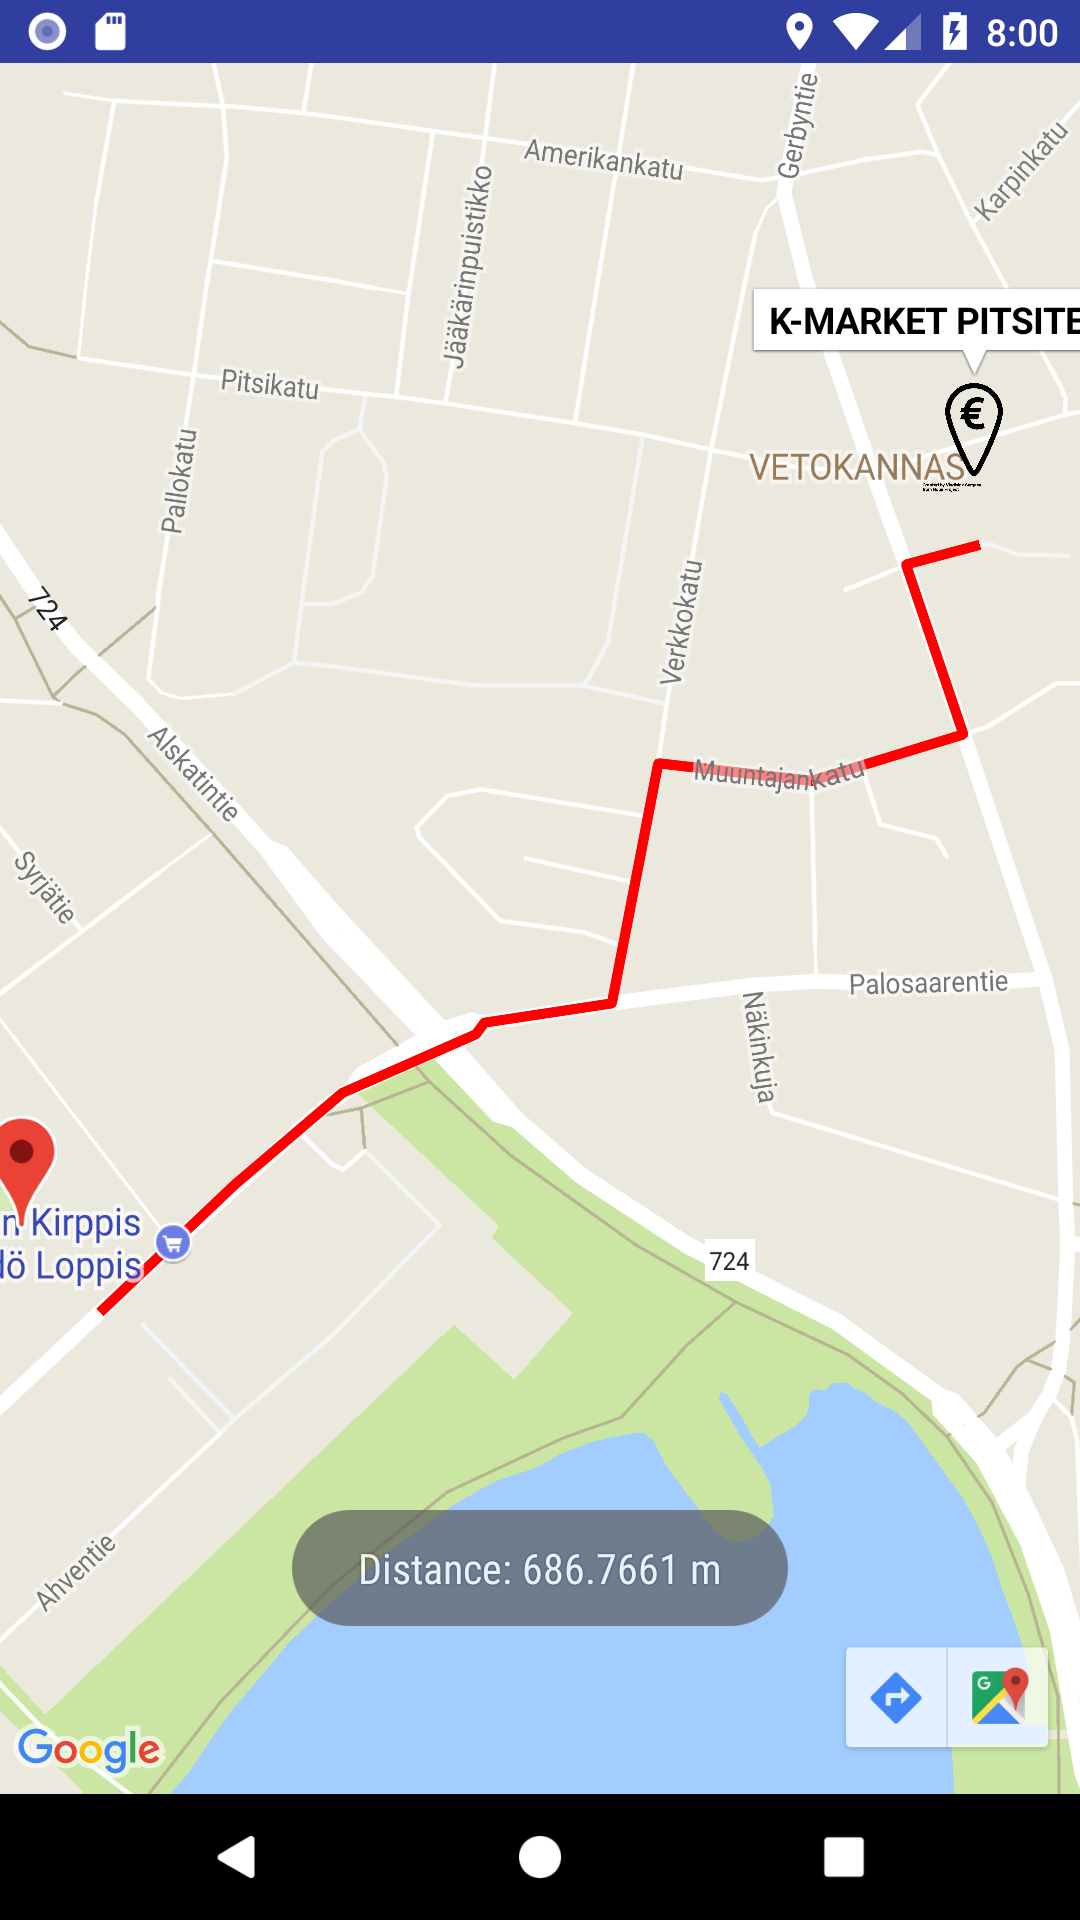 8:00
Gerbyntie
Amerikankatu
Karpinkatu
Jääkärinpuistikko
K-MARKET PITSITE
Pitsikatu
€
VETOKANNAS
Pallokatu
724
Verkkokatu
Alskatintie
Muuntajankatu
Syrjätie
Palosaarentie
Näkinkuja
n Kirppis
dö Loppis
724
Ahventie
Distance: 686.7661 m
G
Google